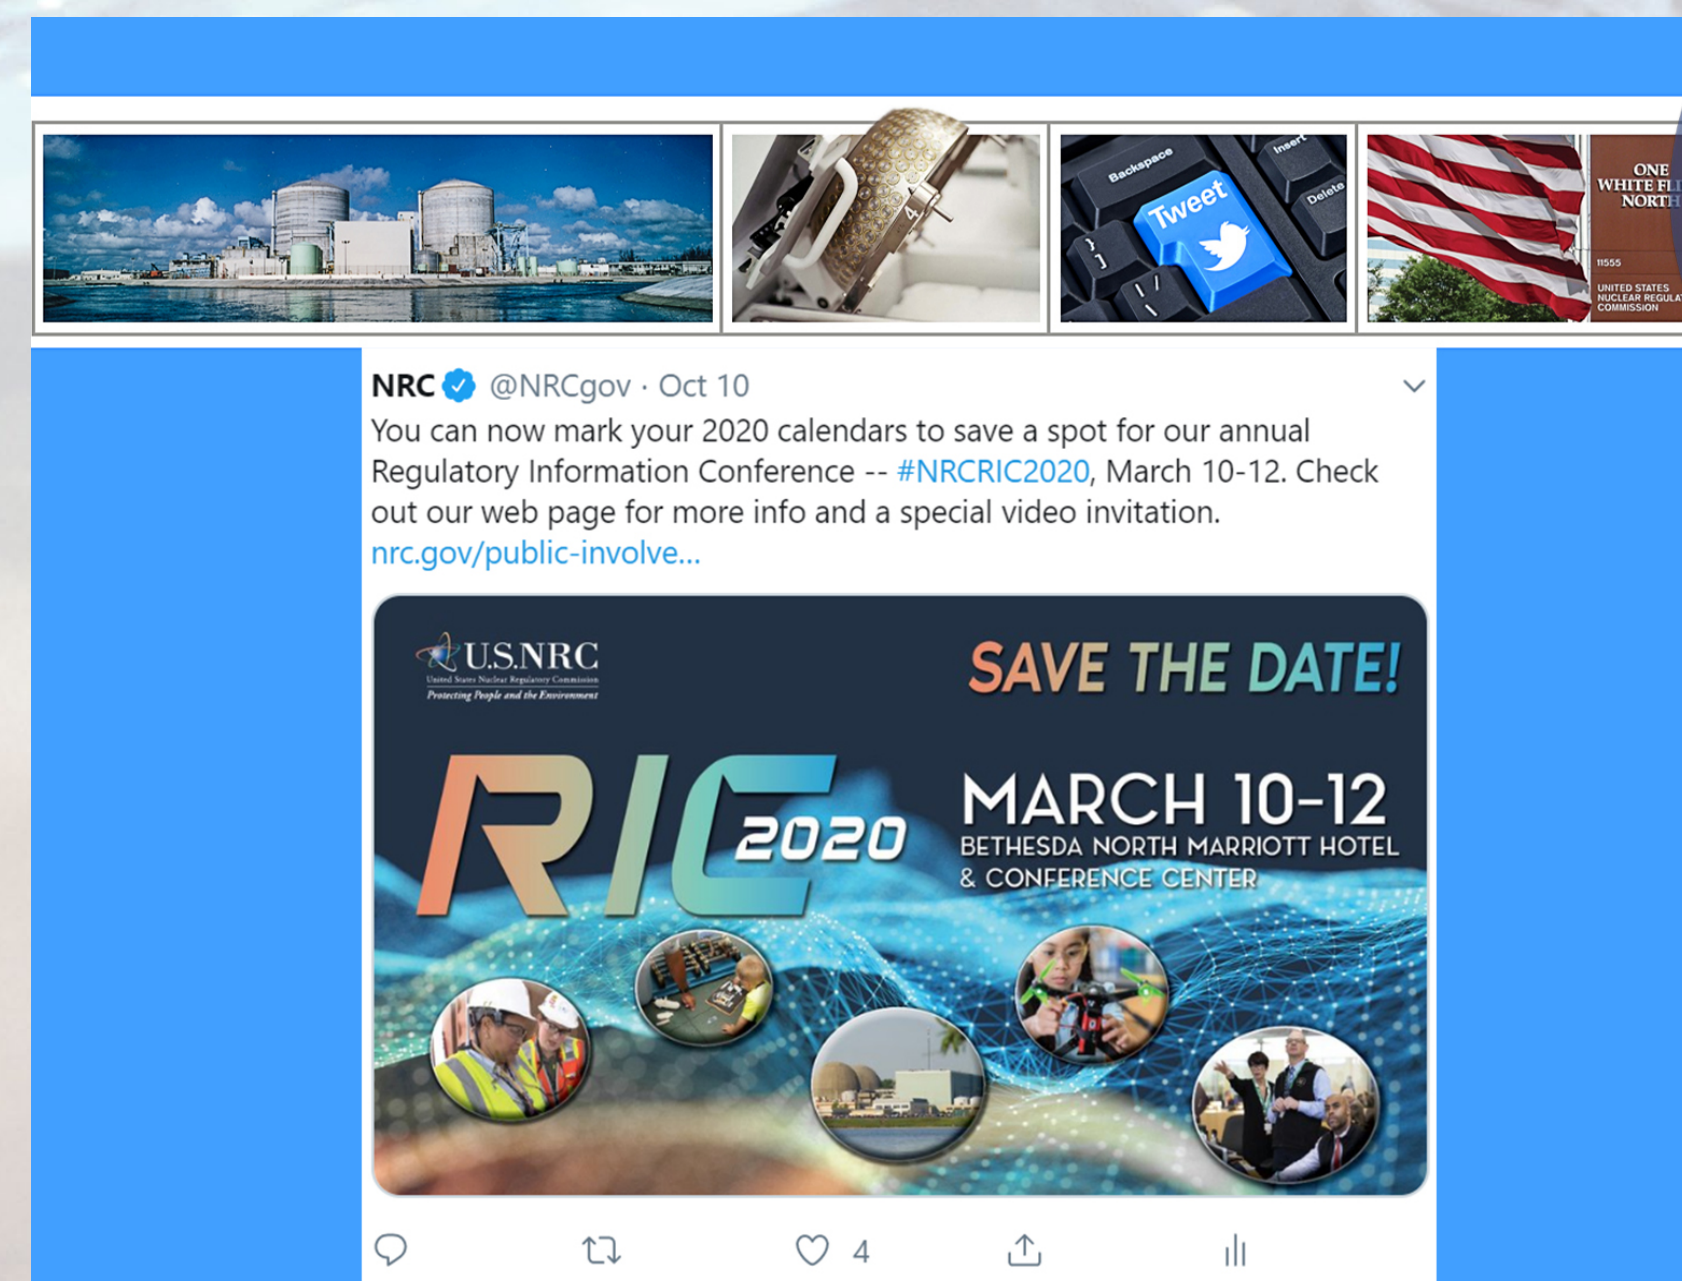 Backspace
Insert
Delete
Tweet
4
ONE
WHITE FLI
NORTH
11555
UNITED STATES
NUCLEAR REGULA
COMMISSION
NRC @NRCgov · Oct 10
You can now mark your 2020 calendars to save a spot for our annual
Regulatory Information Conference -- #NRCRIC2020, March 10-12. Check
out our web page for more info and a special video invitation.
nrc.gov/public-involve...
U.S.NRC
United States Nuclear Regulatory Commission
Protecting People and the Environment
SAVE THE DATE!
RIC 2020
MARCH 10-12
BETHESDA NORTH MARRIOTT HOTEL
& CONFERENCE CENTER
4